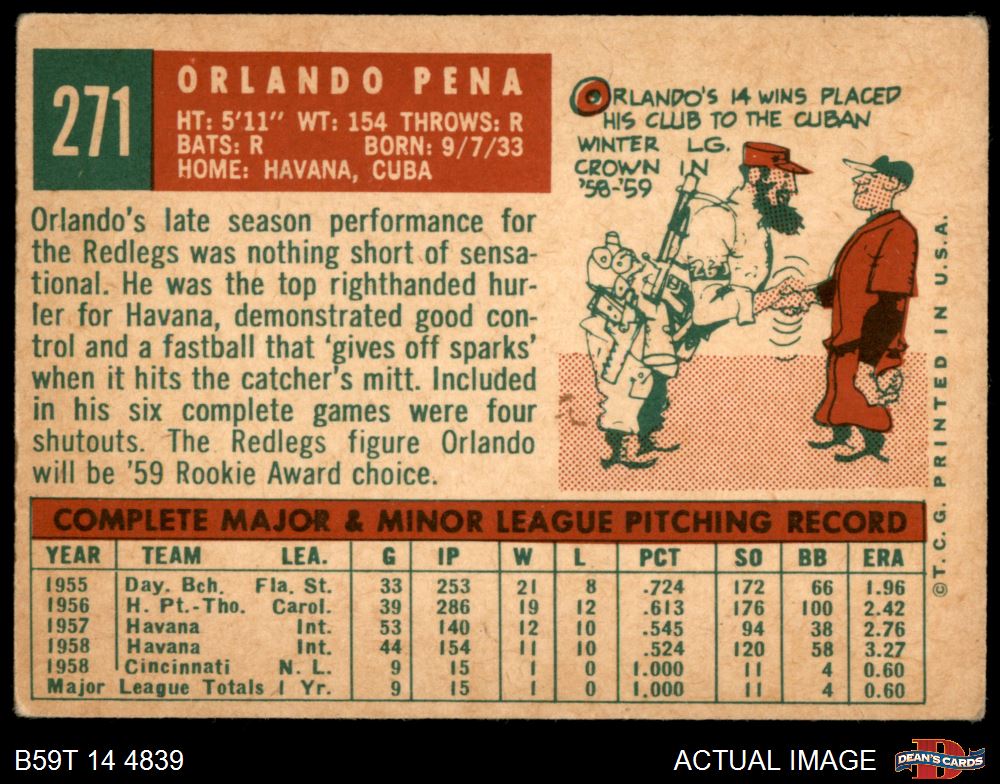 271
ORLANDO PENA
HT: 5'11" WT: 154 THROWS: R
BATS: R BORN: 9/7/33
HOME: HAVANA, CUBA
ORLANDO'S 14 WINS PLACED
HIS CLUB TO THE CUBAN
WINTER LG.
CROWN IN
'58-'59
Orlando's late season performance for
the Redlegs was nothing short of sensa-
tional. He was the top righthanded hur-
ler for Havana, demonstrated good con-
trol and a fastball that 'gives off sparks'
when it hits the catcher's mitt. Included
in his six complete games were four
shutouts. The Redlegs figure Orlando
will be '59 Rookie Award choice.
©T.C.G. PRINTED IN U.S.A.
COMPLETE MAJOR & MINOR LEAGUE PITCHING RECORD
YEAR TEAM LEA. G IP W L PCT SO BB ERA
1955 Day. Bch. Fla. St. 33 253 21 8 .724 172 66 1.96
1956 H. Pt.-Tho. Carol. 39 286 19 12 .613 176 100 2.42
1957 Havana Int. 53 140 12 10 .545 94 38 2.76
1958 Havana Int. 44 154 11 10 .524 120 58 3.27
1958 Cincinnati N. L. 9 15 1 0 1.000 11 4 0.60
Major League Totals 1 Yr. 9 15 1 0 1.000 11 4 0.60
B59T 14 4839
ACTUAL IMAGE
DEAN'S CARDS